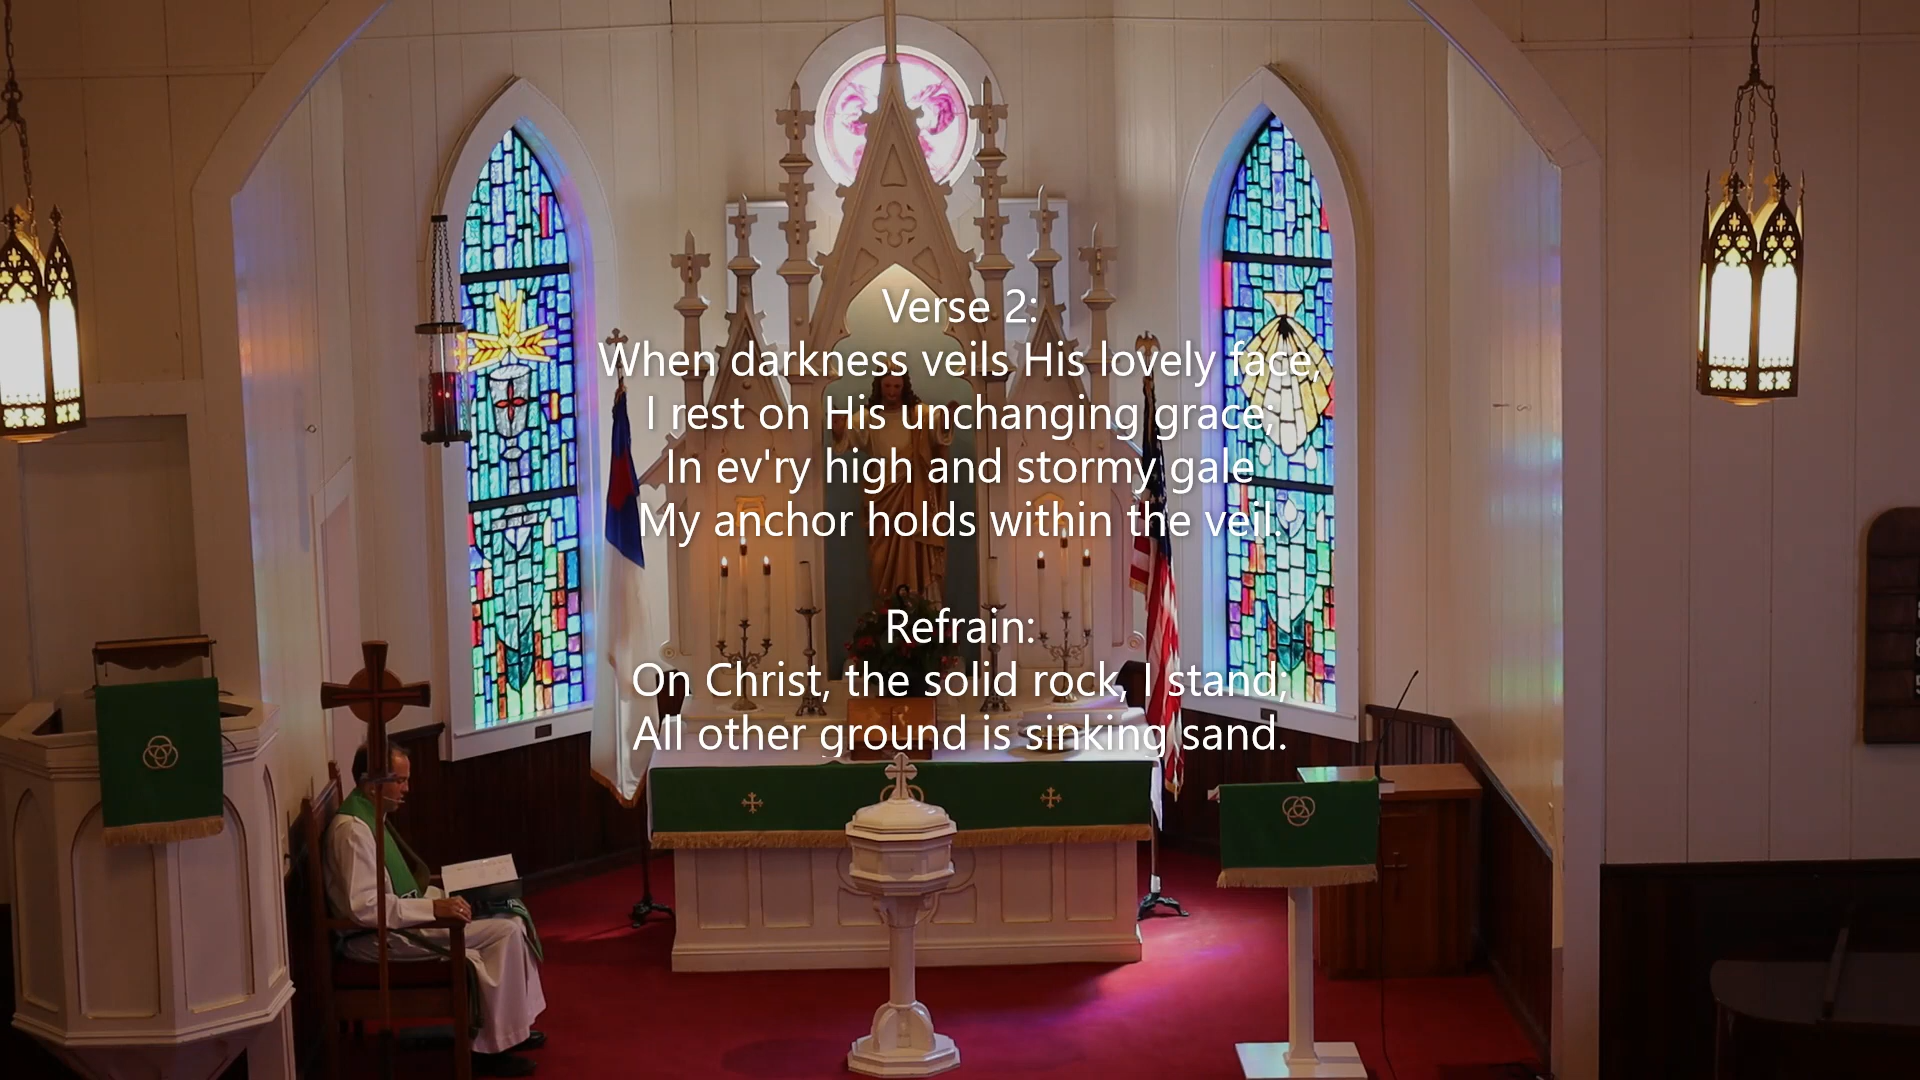 Verse 2:
When darkness veils His lovely face,
I rest on His unchanging grace;
In ev'ry high and stormy gale
My anchor holds within the veil.
Refrain:
On Christ, the solid rock, I stand;
All other ground is sinking sand.